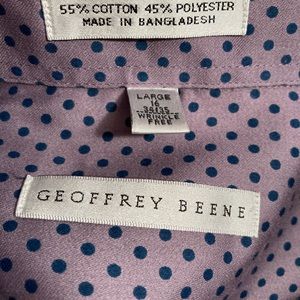 55% COTTON 45% POLYESTER
MADE IN BANGLADESH
LARGE
16
34/35
WRINKLE
FREE
GEOFFREY BEENE